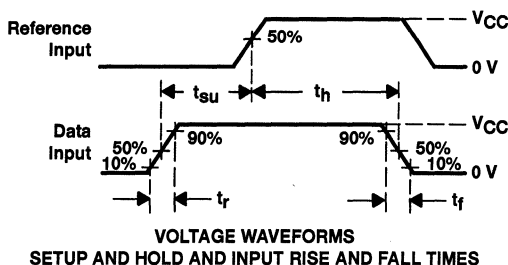 Reference
Input
50%
VCC
0 V
tsu
th
Data
Input
50%
10%
90%
90%
50%
10%
VCC
0 V
tr
tf
VOLTAGE WAVEFORMS
SETUP AND HOLD AND INPUT RISE AND FALL TIMES